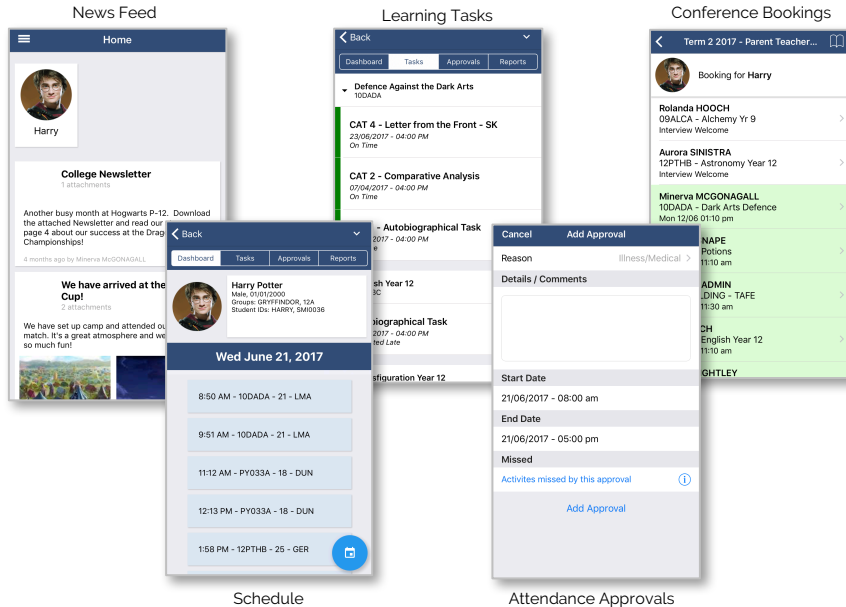 News Feed
Home
Harry
College Newsletter
1 attachments
Another busy month at Hogwarts P-12. Download
the attached Newsletter and read our
page 4 about our success at the Drag
Championships!
4 months ago by Minerva McGONAGALL
We have arrived at the
Cup!
2 attachments
We have set up camp and attended ou
match. It's a great atmosphere and we
so much fun!
Learning Tasks
Back
Dashboard Tasks Approvals Reports
Defence Against the Dark Arts
10DADA
CAT 4 - Letter from the Front - SK
23/06/2017 - 04:00 PM
On Time
CAT 2 - Comparative Analysis
07/04/2017 - 04:00 PM
On Time
- Autobiographical Task
2017 - 04:00 PM
e
sh Year 12
BC
biographical Task
2017 - 04:00 PM
ted Late
sfiguration Year 12
Conference Bookings
Term 2 2017 - Parent Teacher...
Booking for Harry
Rolanda HOOCH
09ALCA - Alchemy Yr 9
Interview Welcome
Aurora SINISTRA
12PTHB - Astronomy Year 12
Interview Welcome
Minerva MCGONAGALL
10DADA - Dark Arts Defence
Mon 12/06 01:10 pm
NAPE
Potions
11:10 am
ADMIN
LDING - TAFE
11:30 am
CH
English Year 12
11:10 am
GHTLEY
Back
Dashboard Tasks Approvals Reports
Harry Potter
Male, 01/01/2000
Groups: GRYFFINDOR, 12A
Student IDs: HARRY, SMI0036
Wed June 21, 2017
8:50 AM - 10DADA - 21 - LMA
9:51 AM - 10DADA - 21 - LMA
11:12 AM - PY033A - 18 - DUN
12:13 PM - PY033A - 18 - DUN
1:58 PM - 12PTHB - 25 - GER
Schedule
Cancel Add Approval
Reason Illness/Medical
Details / Comments
Start Date
21/06/2017 - 08:00 am
End Date
21/06/2017 - 05:00 pm
Missed
Activites missed by this approval
Add Approval
Attendance Approvals